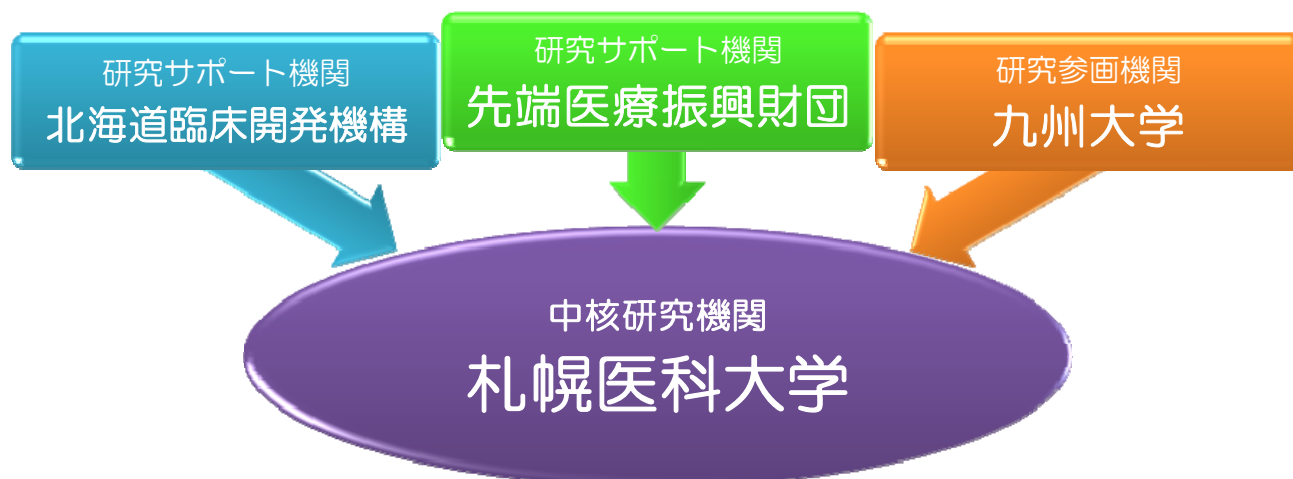 研究サポート機関
北海道臨床開発機構
研究サポート機関
先端医療振興財団
研究参画機関
九州大学
中核研究機関
札幌医科大学